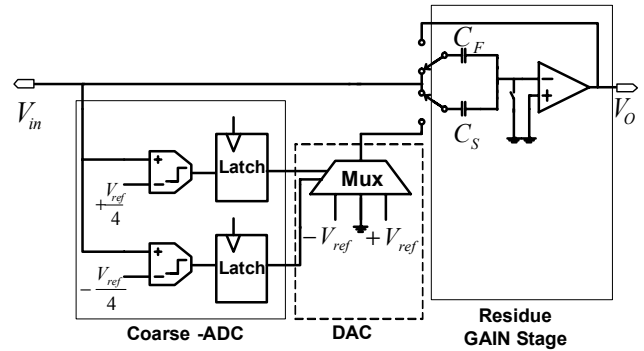 C_F
V_in
V_O
C_S
+
−
Latch
Mux
−
+
+V_ref/4
−V_ref +V_ref
+
−
Latch
−V_ref/4
Coarse -ADC
DAC
Residue
GAIN Stage